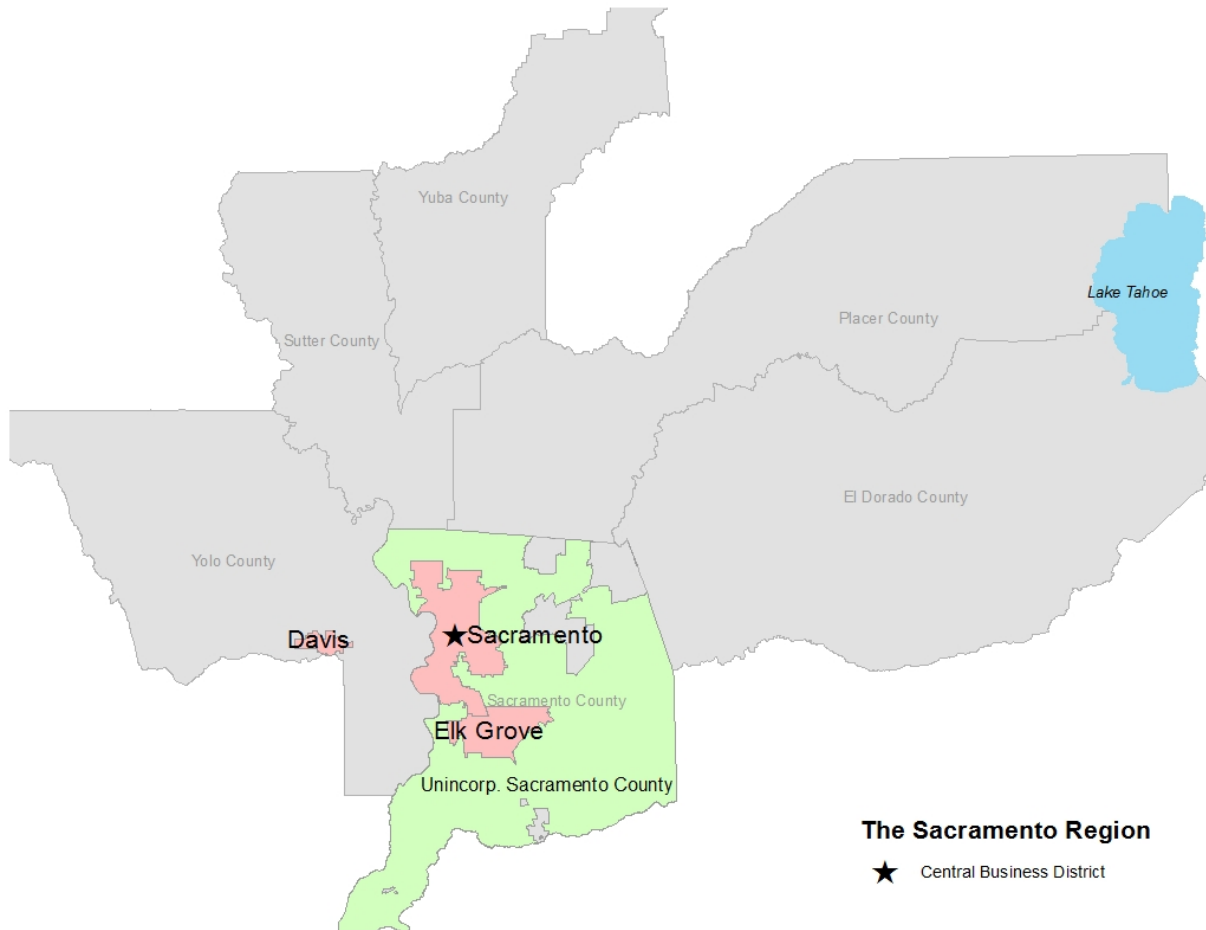 Yuba County
Lake Tahoe
Placer County
Sutter County
El Dorado County
Yolo County
Davis
Sacramento
Sacramento County
Elk Grove
Unincorp. Sacramento County
The Sacramento Region
Central Business District